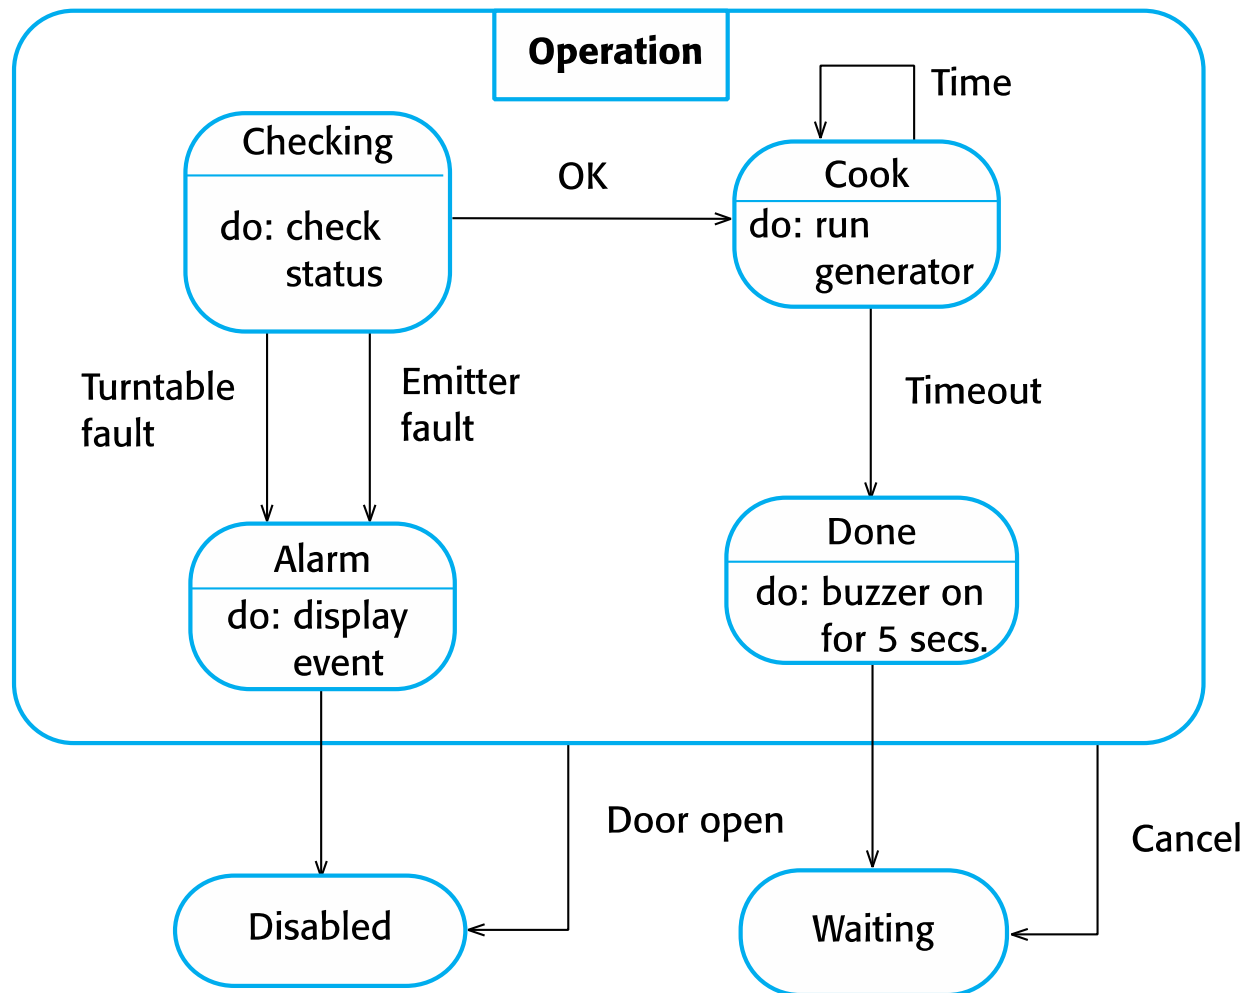 Operation
Time
Checking
do: check
status
OK
Cook
do: run
generator
Turntable
fault
Emitter
fault
Timeout
Alarm
do: display
event
Done
do: buzzer on
for 5 secs.
Door open
Cancel
Disabled
Waiting